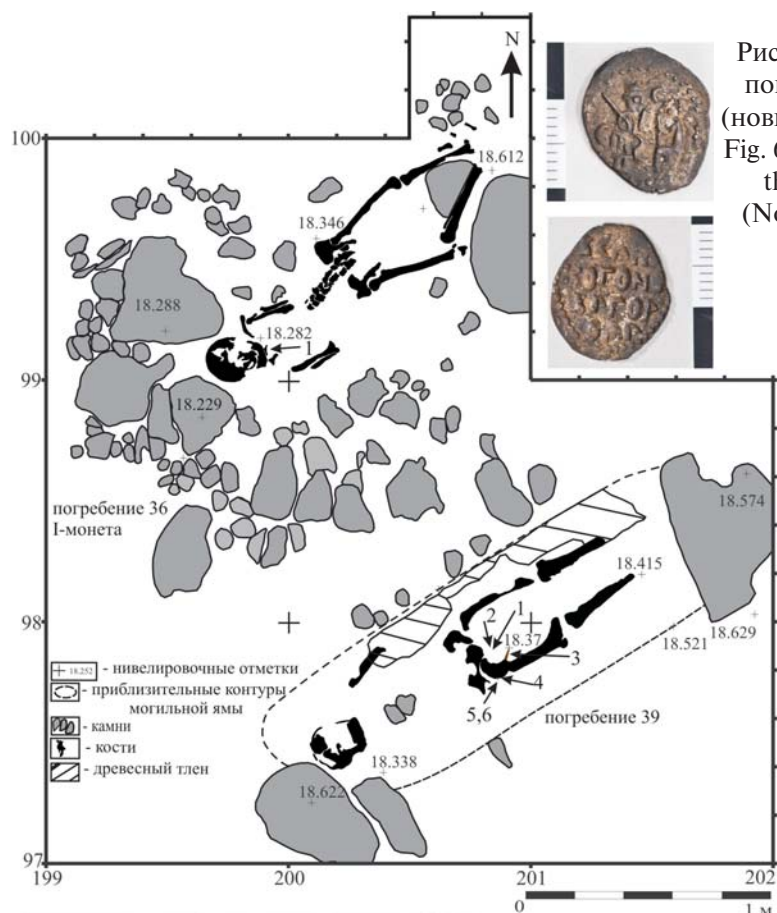 N
Рис
(нови
Fig.
th
(No
100
18.612
18.346
18.288
18.282
1
99
18.229
погребение 36
I-монета
18.574
18.415
98
2
1
18.37
3
4
5,6
18.521
18.629
погребение 39
18.252 - нивелировочные отметки
- приблизительные контуры
могильной ямы
- камни
- кости
- древесный тлен
18.338
18.622
97
199
200
201
202
0
1 м